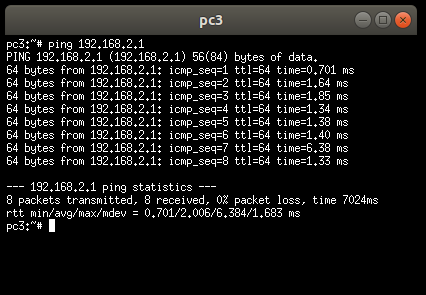 pc3
pc3:~# ping 192.168.2.1
PING 192.168.2.1 (192.168.2.1) 56(84) bytes of data.
64 bytes from 192.168.2.1: icmp_seq=1 ttl=64 time=0.701 ms
64 bytes from 192.168.2.1: icmp_seq=2 ttl=64 time=1.64 ms
64 bytes from 192.168.2.1: icmp_seq=3 ttl=64 time=1.85 ms
64 bytes from 192.168.2.1: icmp_seq=4 ttl=64 time=1.34 ms
64 bytes from 192.168.2.1: icmp_seq=5 ttl=64 time=1.38 ms
64 bytes from 192.168.2.1: icmp_seq=6 ttl=64 time=1.40 ms
64 bytes from 192.168.2.1: icmp_seq=7 ttl=64 time=6.38 ms
64 bytes from 192.168.2.1: icmp_seq=8 ttl=64 time=1.33 ms
--- 192.168.2.1 ping statistics ---
8 packets transmitted, 8 received, 0% packet loss, time 7024ms
rtt min/avg/max/mdev = 0.701/2.006/6.384/1.683 ms
pc3:~#